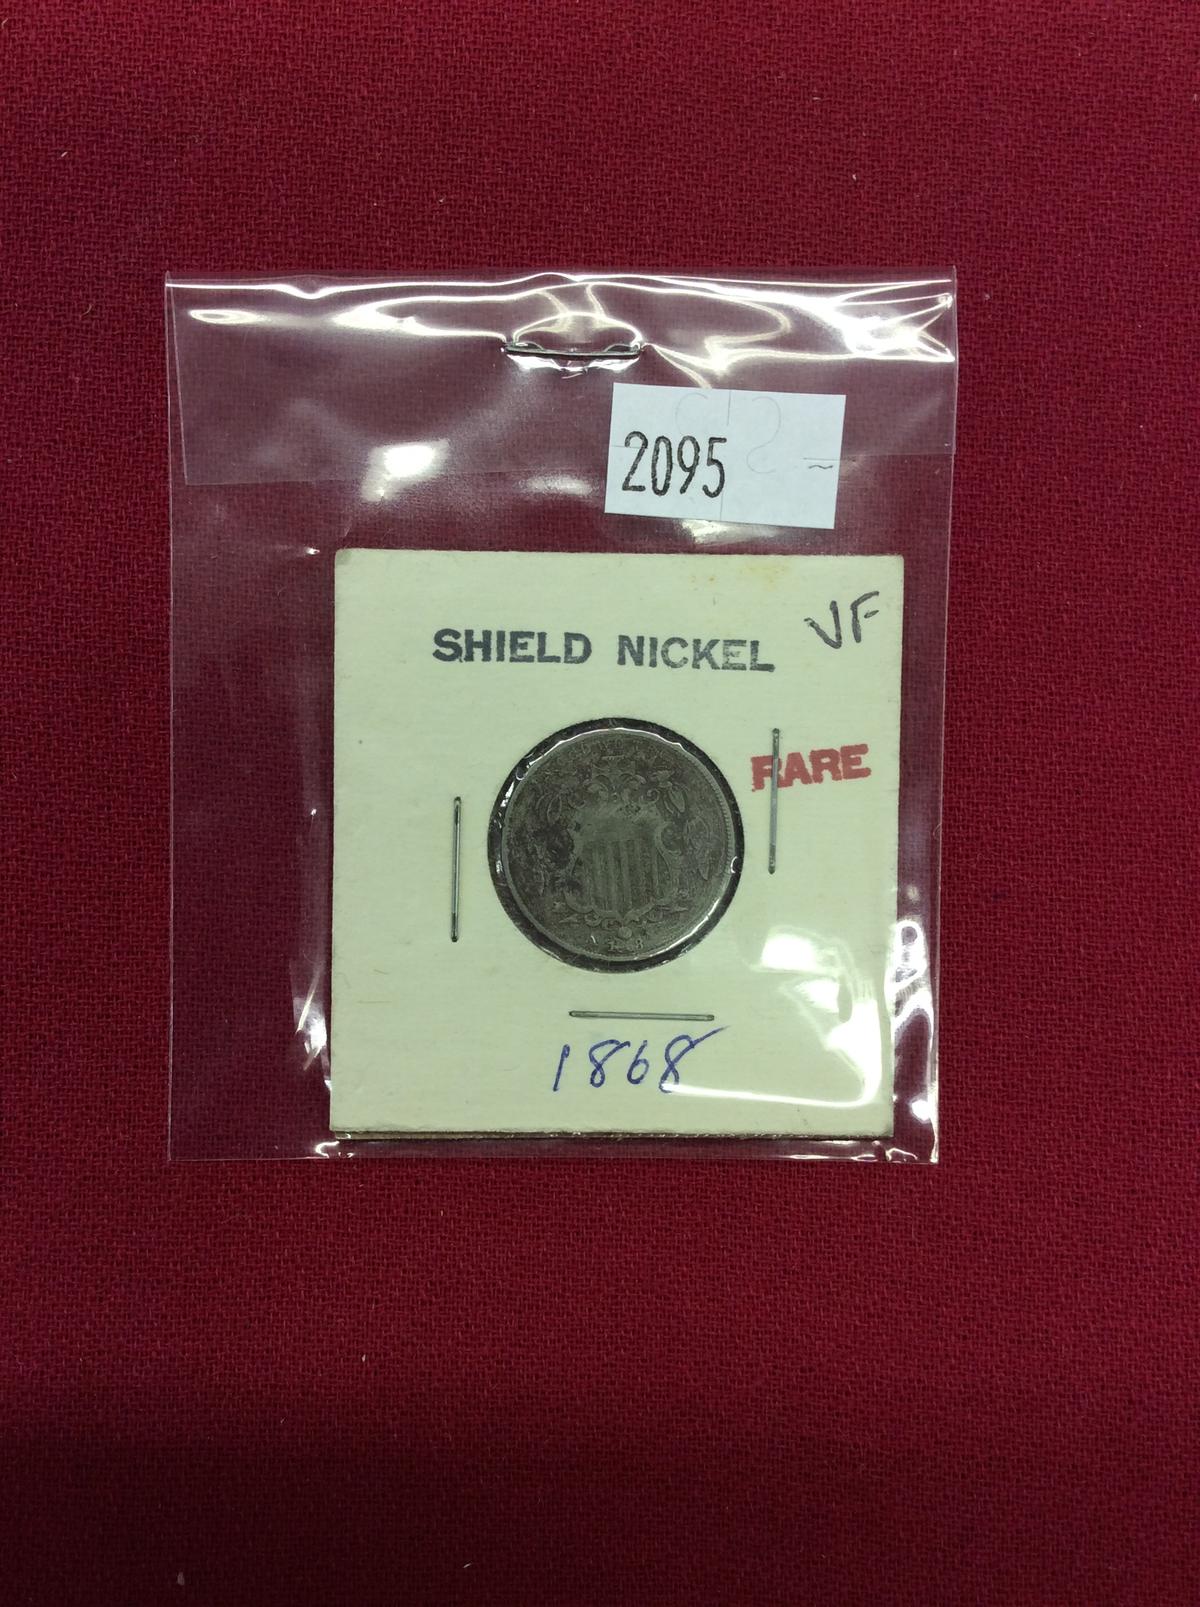 2095
VF
SHIELD NICKEL
RARE
1868